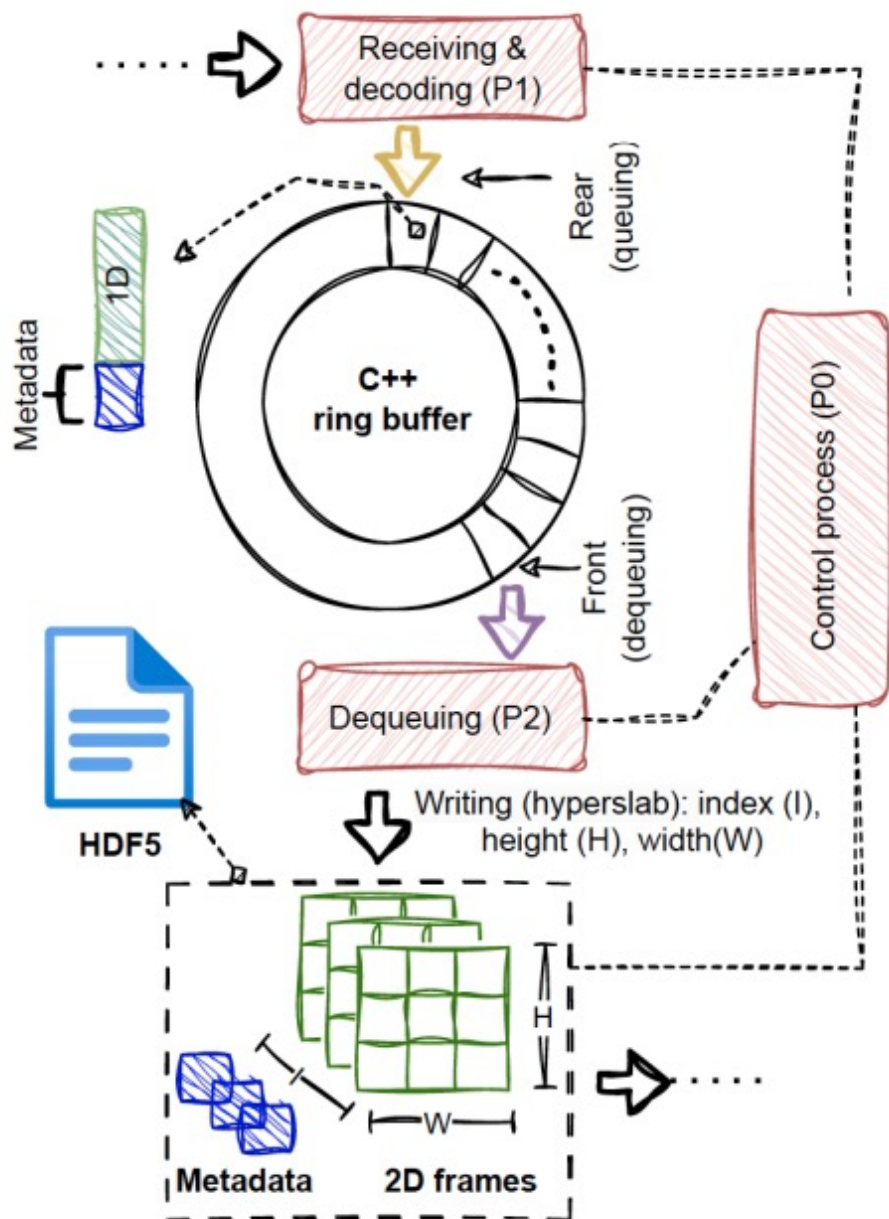 Receiving &
decoding (P1)
Rear
(queuing)
1D
Metadata
C++
ring buffer
Control process (P0)
Front
(dequeuing)
Dequeuing (P2)
Writing (hyperslab): index (I),
height (H), width(W)
HDF5
H
I
W
Metadata
2D frames